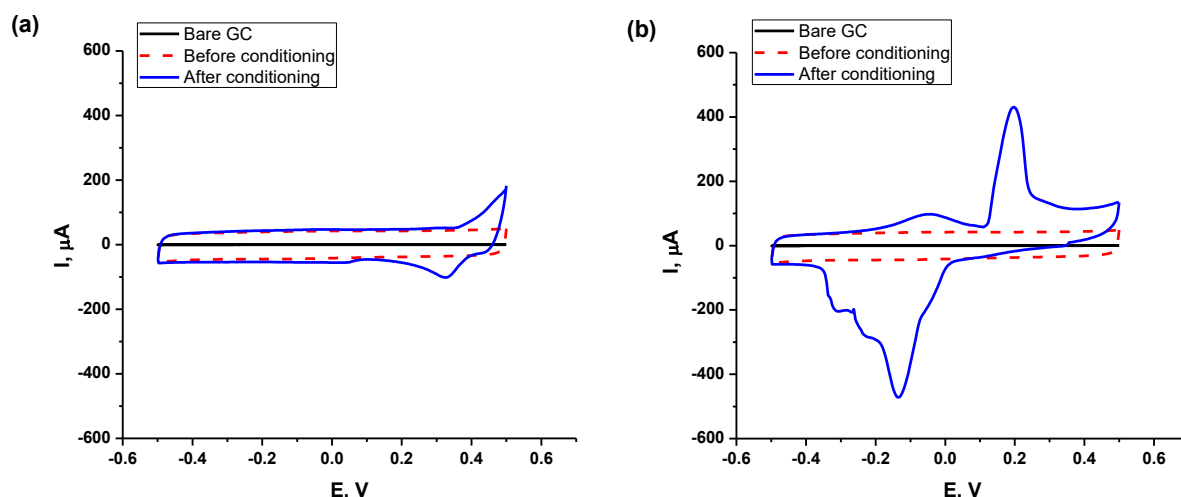 (a)
Bare GC
Before conditioning
After conditioning
600
400
200
0
-200
-400
-600
-0.6 -0.4 -0.2 0.0 0.2 0.4 0.6
I, µA
E, V
(b)
Bare GC
Before conditioning
After conditioning
600
400
200
0
-200
-400
-600
-0.6 -0.4 -0.2 0.0 0.2 0.4 0.6
I, µA
E, V